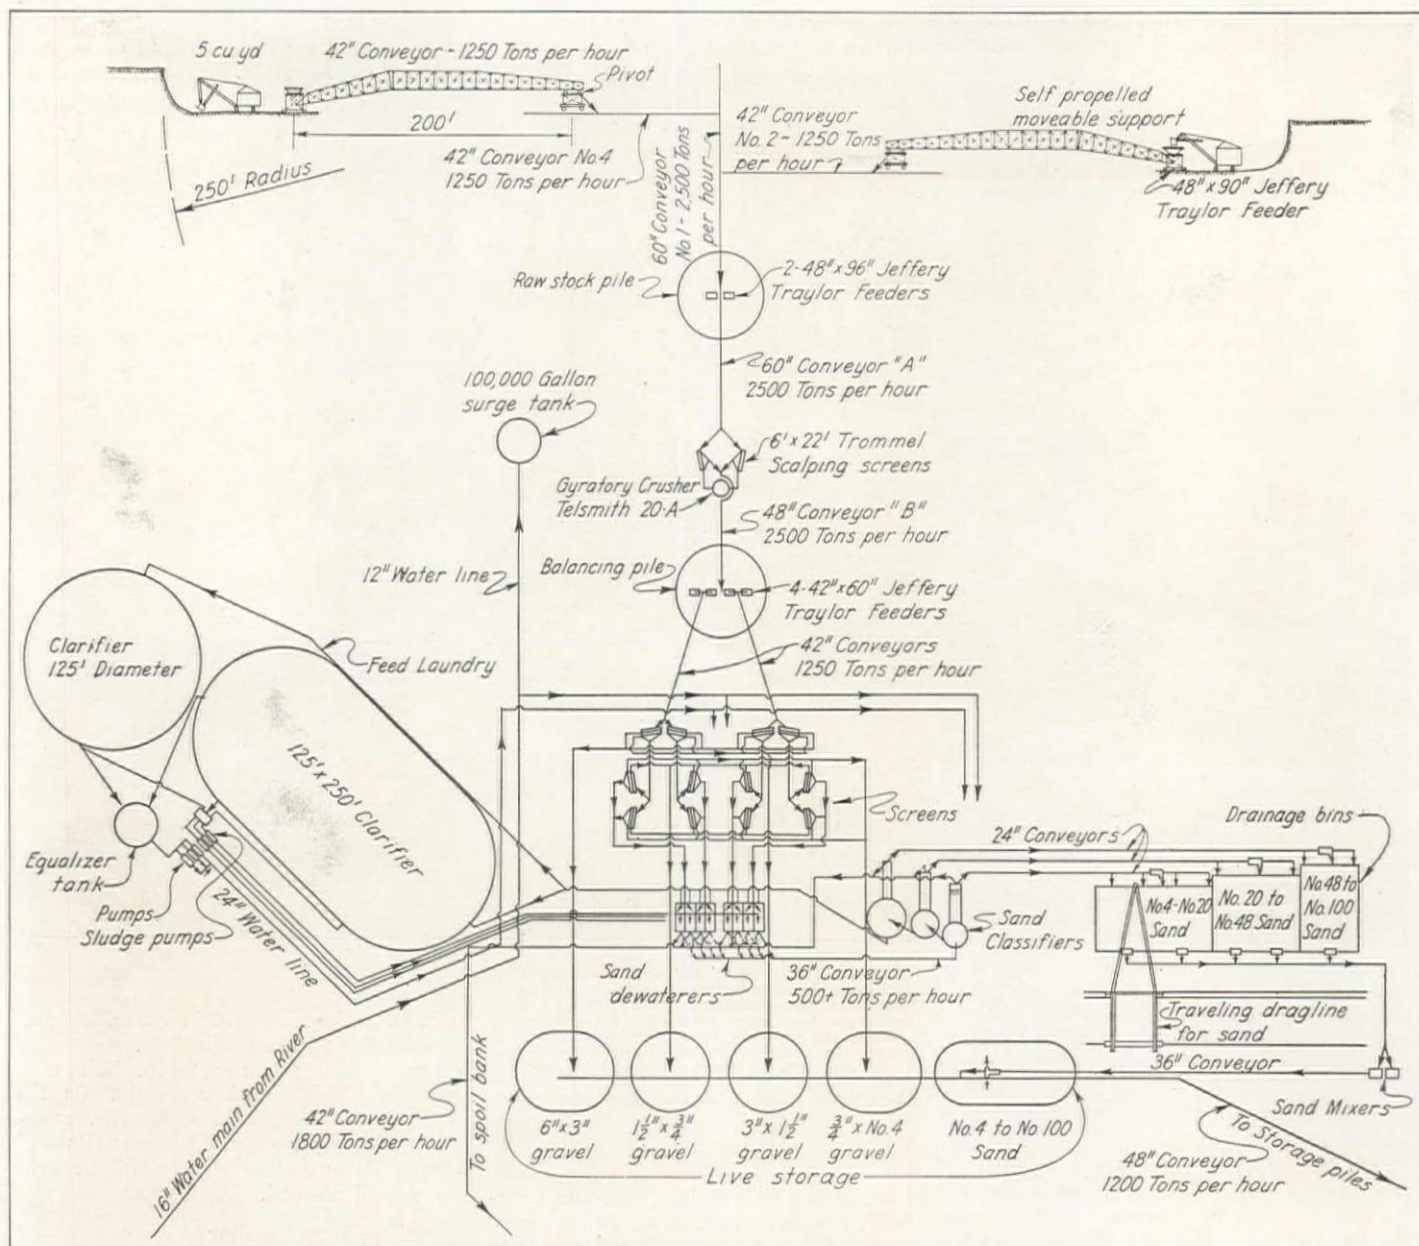 5 cu yd
42" Conveyor - 1250 Tons per hour
Pivot
200'
250' Radius
42" Conveyor No.4
1250 Tons per hour
60" Conveyor
No.1 - 2,500 Tons
per hour
42" Conveyor
No. 2 - 1250 Tons
per hour
Self propelled
moveable support
48" x 90" Jeffery
Traylor Feeder
Raw stock pile
2-48" x 96" Jeffery
Traylor Feeders
60" Conveyor "A"
2500 Tons per hour
100,000 Gallon
surge tank
6' x 22' Trommel
Scalping screens
Gyratory Crusher
Telsmith 20-A
48" Conveyor "B"
2500 Tons per hour
12" Water line
Balancing pile
4-42" x 60" Jeffery
Traylor Feeders
Clarifier
125' Diameter
Feed Laundry
42" Conveyors
1250 Tons per hour
125' x 250' Clarifier
Screens
24" Conveyors
Drainage bins
Equalizer
tank
Pumps
Sludge pumps
24" Water line
No.4-No.20
Sand
No.20 to
No.48 Sand
No.48 to
No.100
Sand
Sand
Classifiers
Sand
dewaterers
36" Conveyor
500+ Tons per hour
Traveling dragline
for sand
36" Conveyor
Sand Mixers
16" Water main from River
42" Conveyor
1800 Tons per hour
To spoil bank
6" x 3"
gravel
1 1/2" x 3/4"
gravel
3" x 1 1/2"
gravel
3/4" x No.4
gravel
No.4 to No 100
Sand
Live storage
To Storage piles
48" Conveyor
1200 Tons per hour